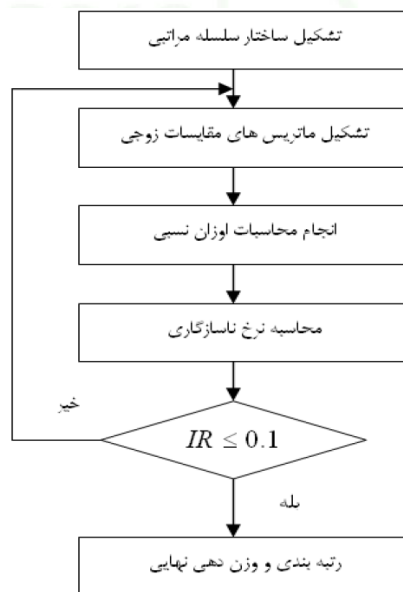 تشکیل ساختار سلسله مراتبی
تشکیل ماتریس های مقایسات زوجی
انجام محاسبات اوزان نسبی
محاسبه نرخ ناسازگاری
خیر
IR ≤ 0.1
بله
رتبه بندی و وزن دهی نهایی